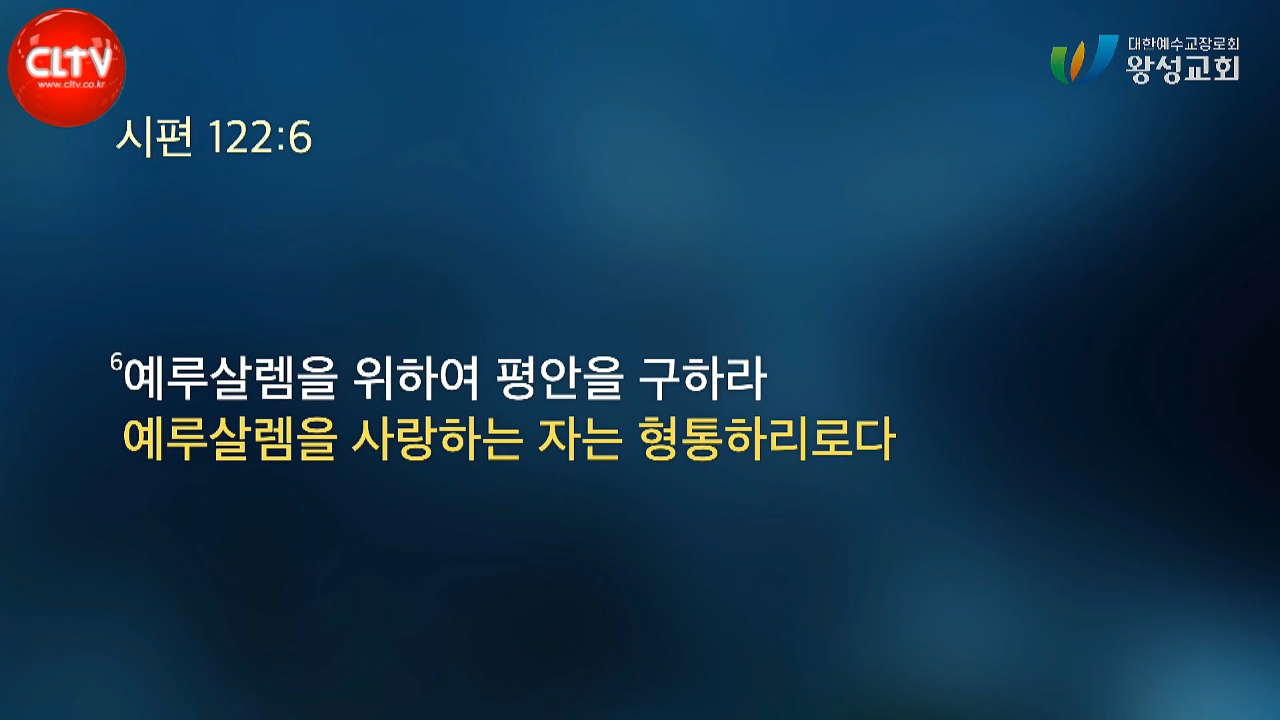 CLTV
www.cltv.co.kr
대한예수교장로회
왕성교회
시편 122:6
6예루살렘을 위하여 평안을 구하라
예루살렘을 사랑하는 자는 형통하리로다